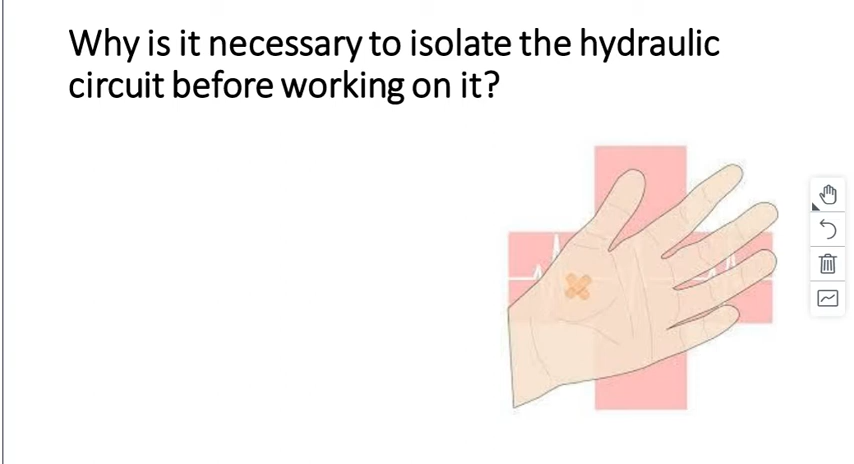 Why is it necessary to isolate the hydraulic
circuit before working on it?